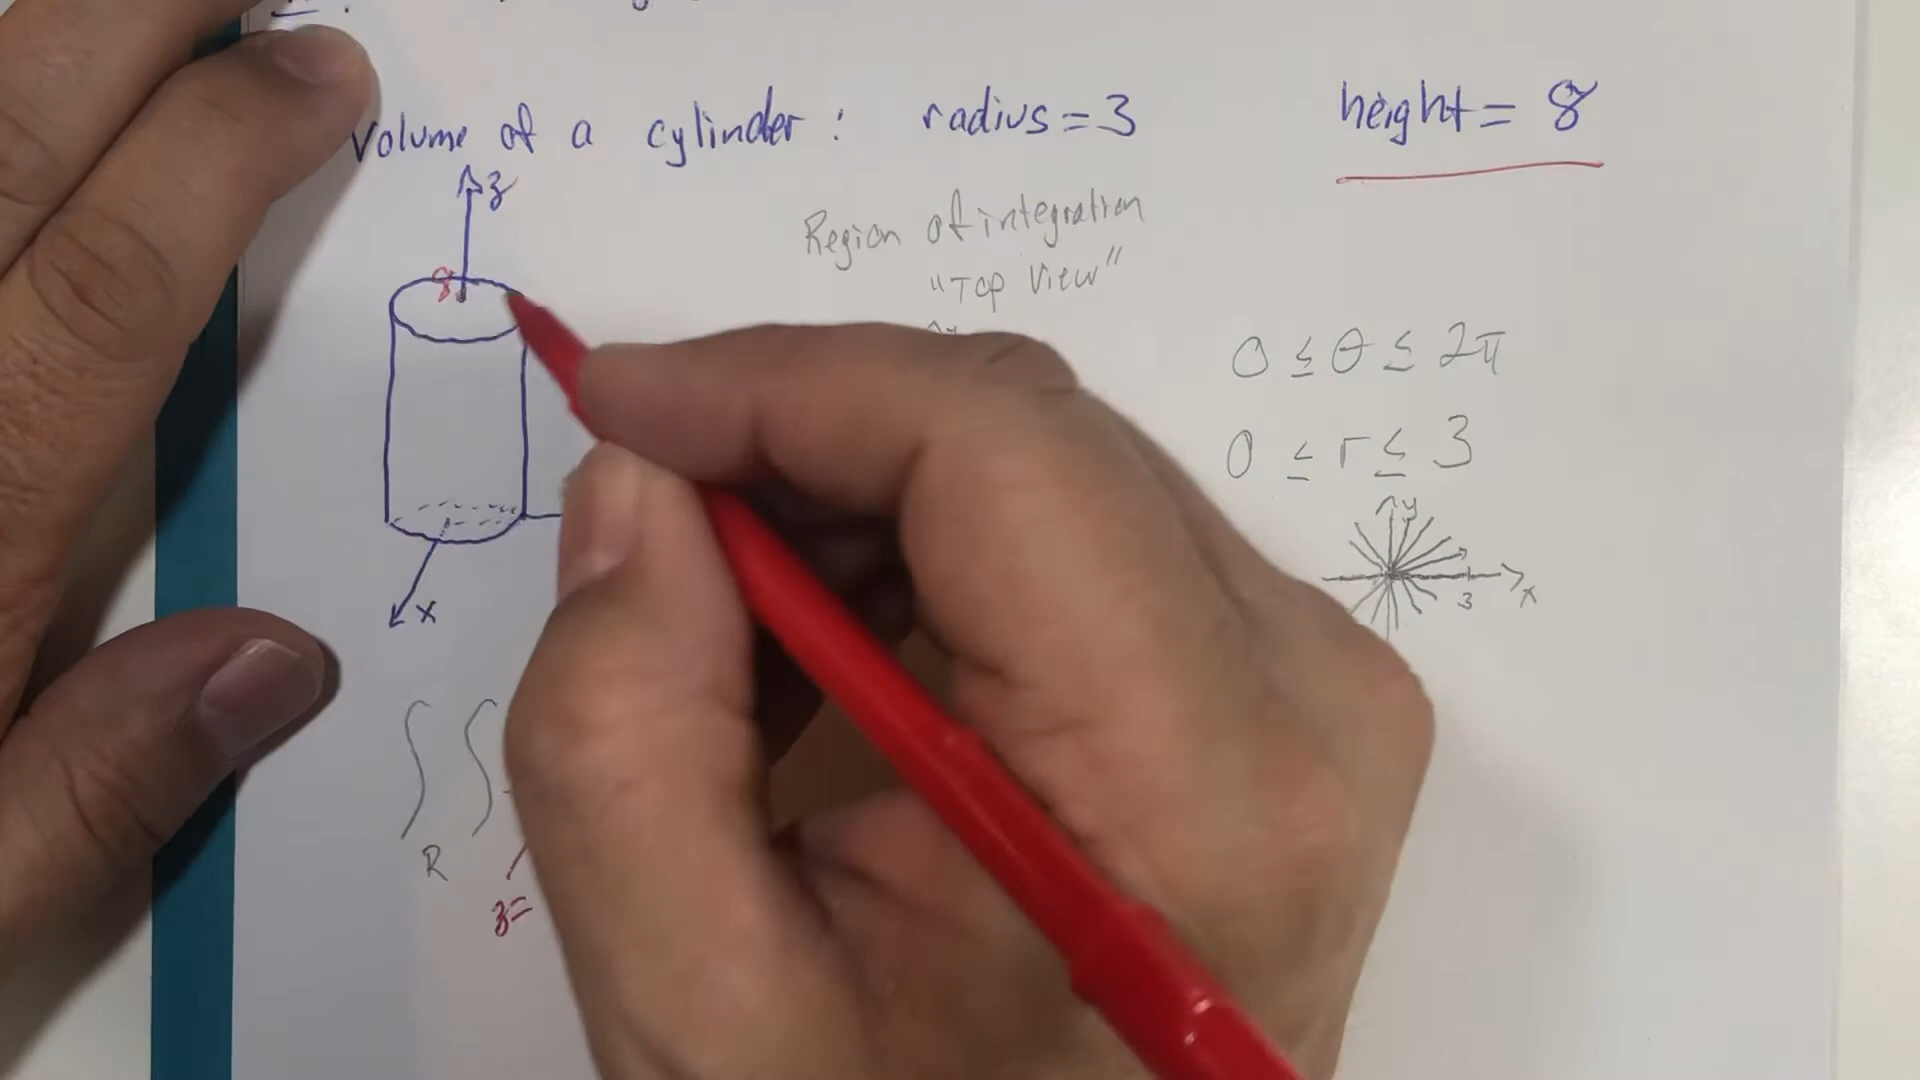 Volume of a cylinder : radius = 3 height = 8
z
Region of integration
"Top View"
8
0 ≤ θ ≤ 2π
0 ≤ r ≤ 3
y
x
3
x
∫ ∫
R
z =